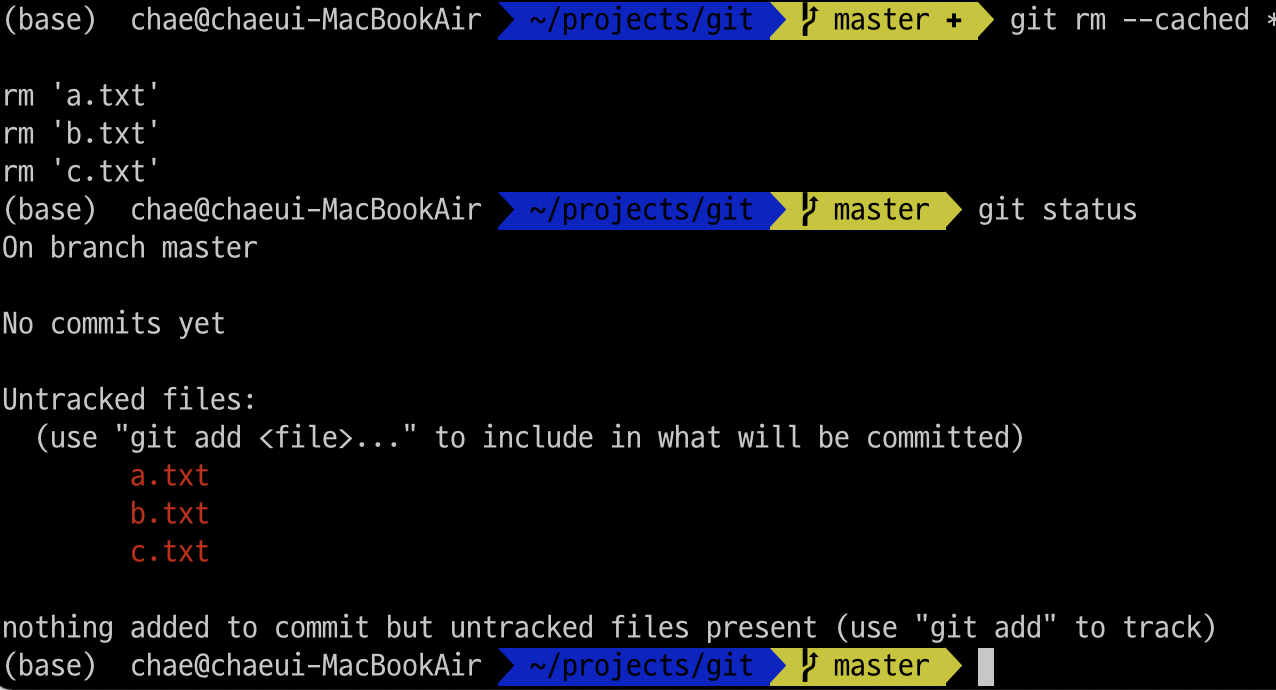 (base) chae@chaeui-MacBookAir ~/projects/git master + git rm --cached *
rm 'a.txt'
rm 'b.txt'
rm 'c.txt'
(base) chae@chaeui-MacBookAir ~/projects/git master git status
On branch master
No commits yet
Untracked files:
(use "git add <file>..." to include in what will be committed)
a.txt
b.txt
c.txt
nothing added to commit but untracked files present (use "git add" to track)
(base) chae@chaeui-MacBookAir ~/projects/git master